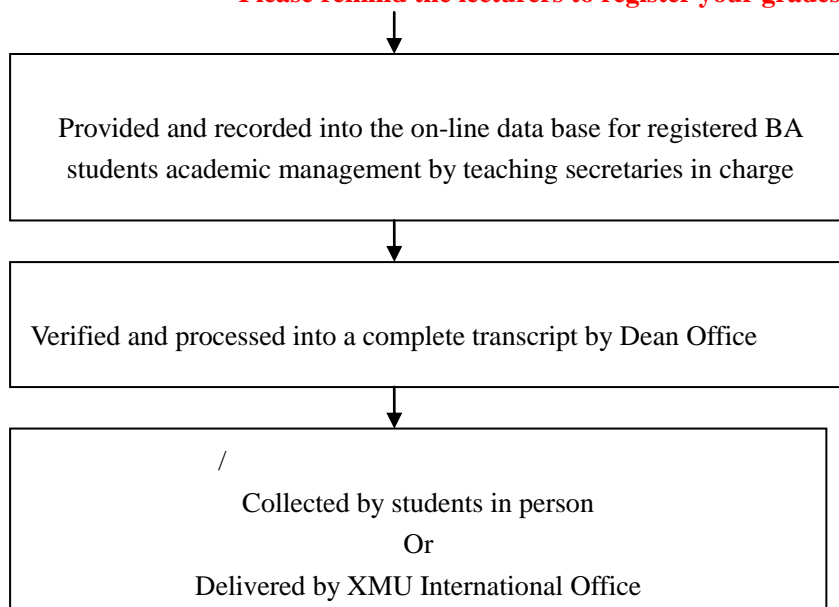 Please remind the lecturers to register your grades
Provided and recorded into the on-line data base for registered BA
students academic management by teaching secretaries in charge
Verified and processed into a complete transcript by Dean Office
/
Collected by students in person
Or
Delivered by XMU International Office